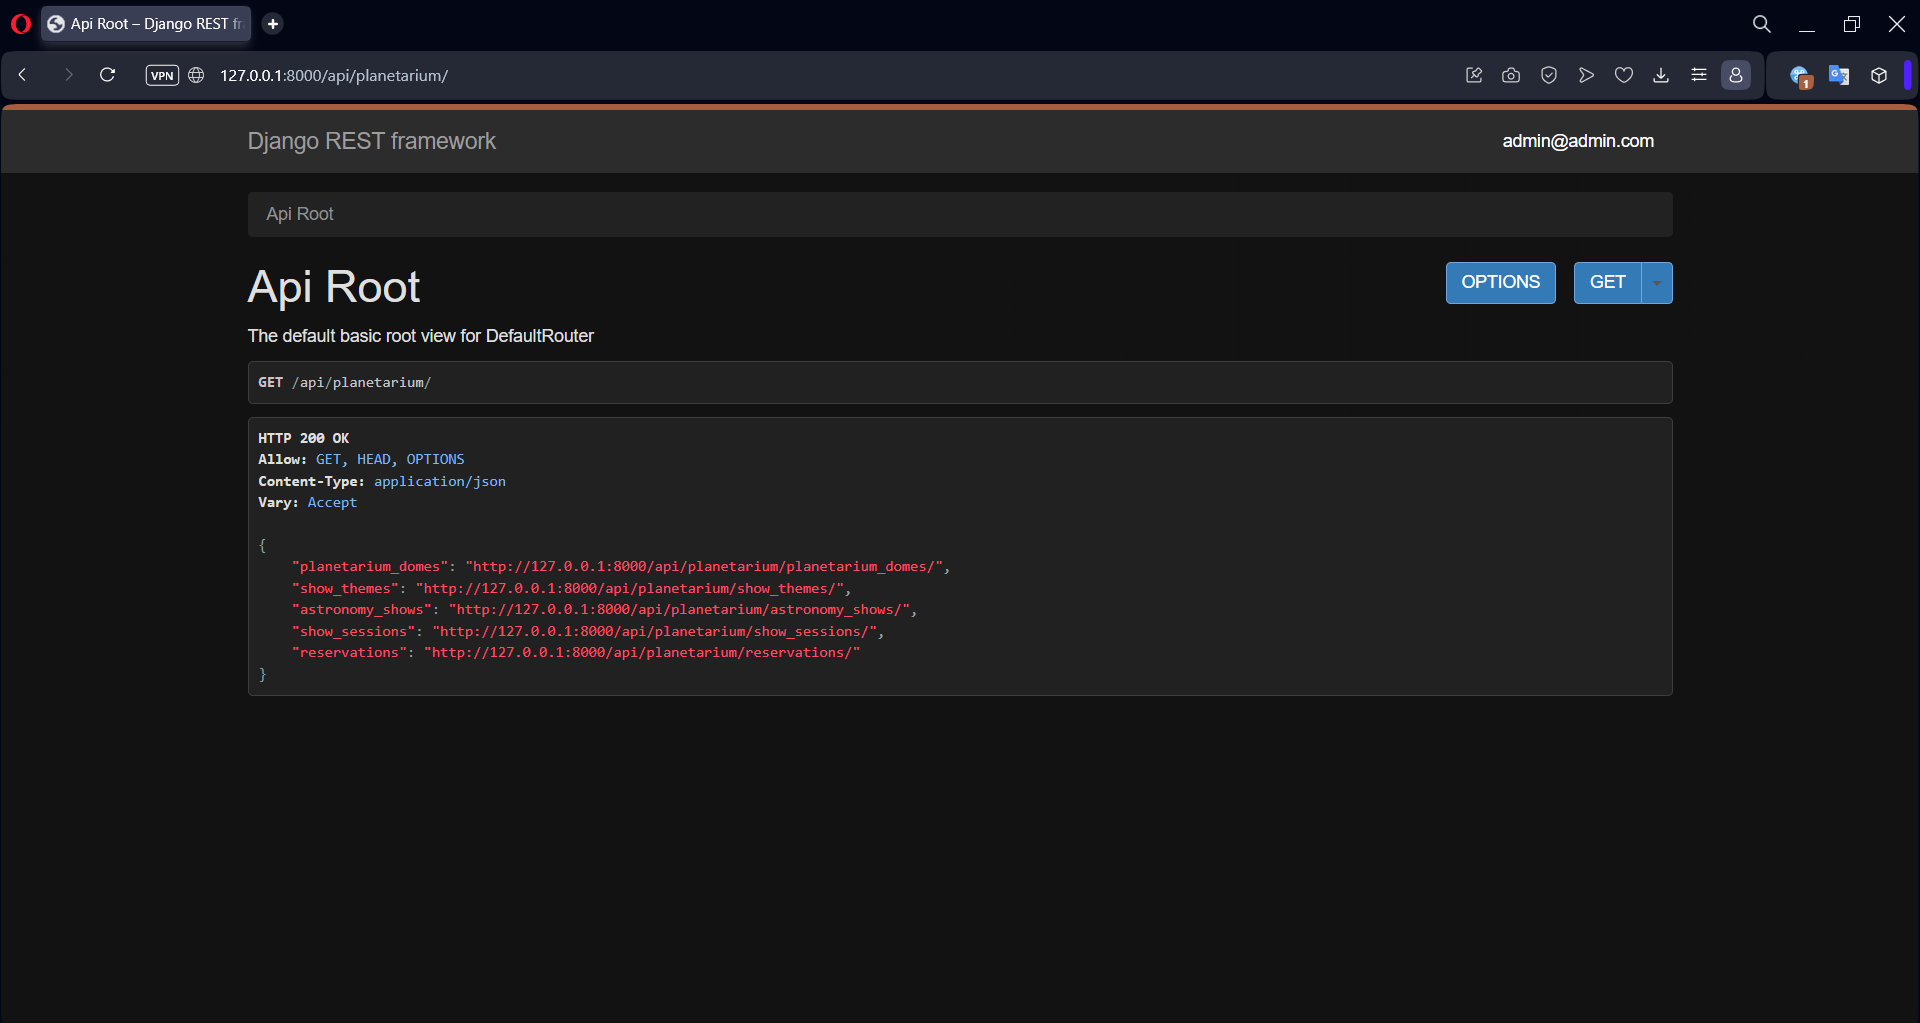 Api Root – Django REST fr
VPN
127.0.0.1:8000/api/planetarium/
1
Django REST framework
admin@admin.com
Api Root
Api Root
OPTIONS
GET
The default basic root view for DefaultRouter
GET /api/planetarium/
HTTP 200 OK
Allow: GET, HEAD, OPTIONS
Content-Type: application/json
Vary: Accept
{
    "planetarium_domes": "http://127.0.0.1:8000/api/planetarium/planetarium_domes/",
    "show_themes": "http://127.0.0.1:8000/api/planetarium/show_themes/",
    "astronomy_shows": "http://127.0.0.1:8000/api/planetarium/astronomy_shows/",
    "show_sessions": "http://127.0.0.1:8000/api/planetarium/show_sessions/",
    "reservations": "http://127.0.0.1:8000/api/planetarium/reservations/"
}